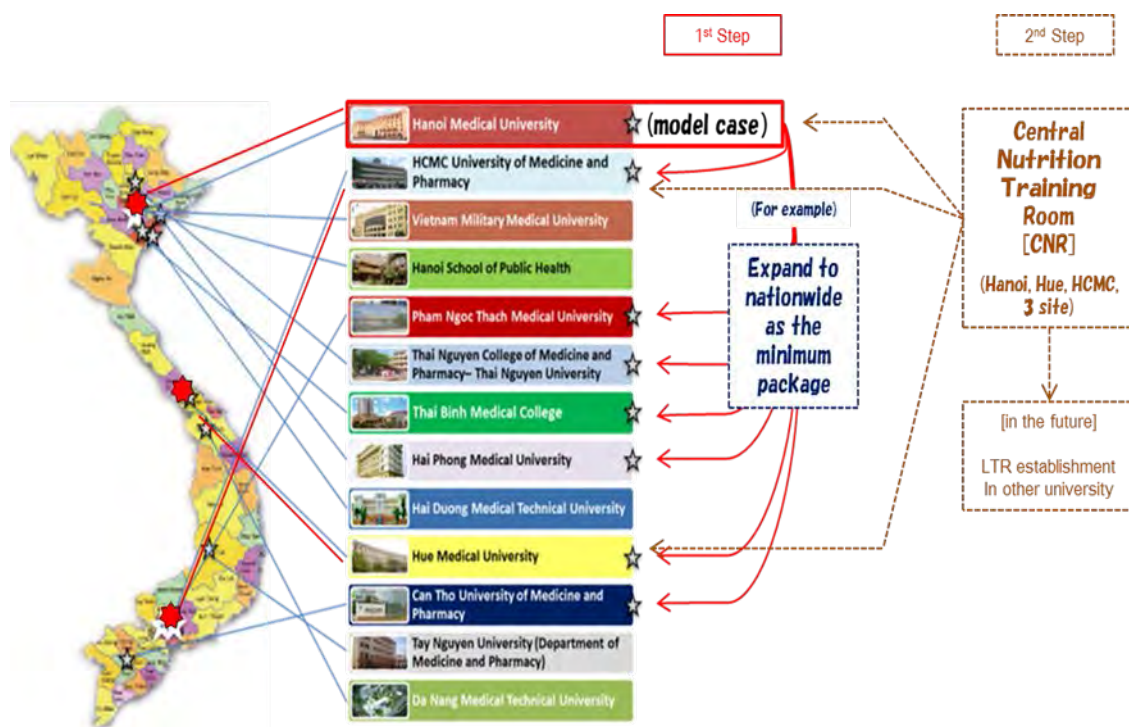 1st Step
2nd Step
Hanoi Medical University
(model case)
HCMC University of Medicine and
Pharmacy
Vietnam Military Medical University
Hanoi School of Public Health
Pham Ngoc Thach Medical University
Thai Nguyen College of Medicine and
Pharmacy– Thai Nguyen University
Thai Binh Medical College
Hai Phong Medical University
Hai Duong Medical Technical University
Hue Medical University
Can Tho University of Medicine and
Pharmacy
Tay Nguyen University (Department of
Medicine and Pharmacy)
Da Nang Medical Technical University
(For example)
Expand to
nationwide
as the
minimum
package
Central
Nutrition
Training
Room
[CNR]
(Hanoi, Hue, HCMC,
3 site)
[in the future]
LTR establishment
In other university